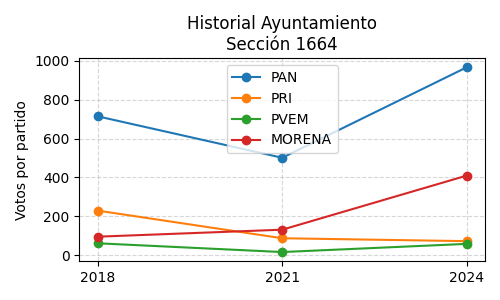 Historial Ayuntamiento
Sección 1664
Votos por partido
1000
800
600
400
200
0
PAN
PRI
PVEM
MORENA
2018
2021
2024